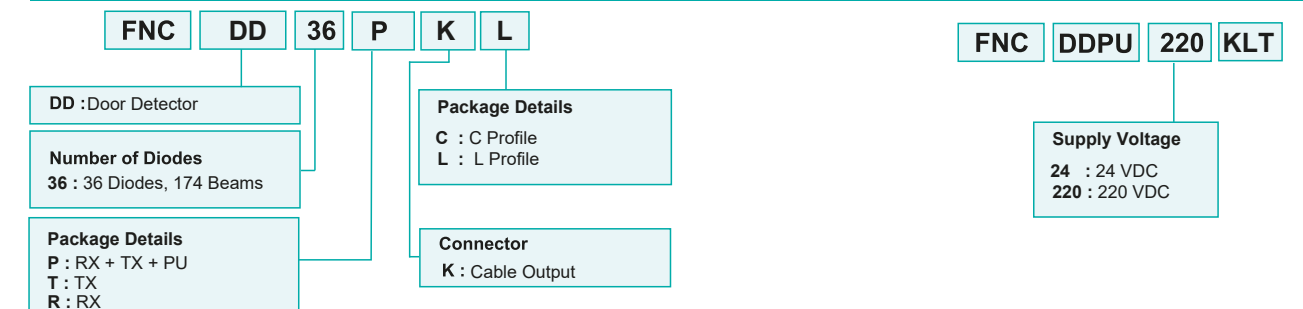 FNC DD 36 P K L
DD :Door Detector
Number of Diodes
36 : 36 Diodes, 174 Beams
Package Details
P : RX + TX + PU
T : TX
R : RX
Package Details
C : C Profile
L : L Profile
Connector
K : Cable Output
FNC DDPU 220 KLT
Supply Voltage
24 : 24 VDC
220 : 220 VDC